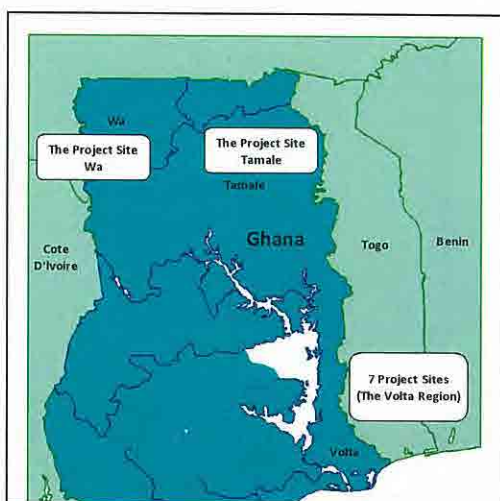 Wa
The Project Site
Wa
The Project Site
Tamale
Tamale
Ghana
Cote
D'Ivoire
Togo
Benin
7 Project Sites
(The Volta Region)
Volta